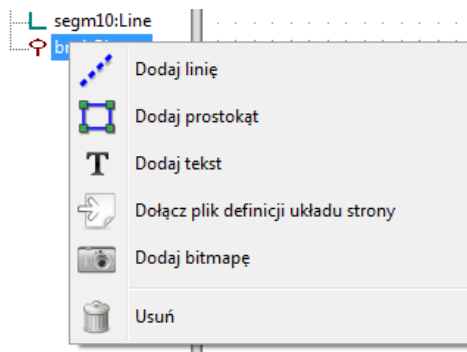 segm10:Line
Dodaj linię
Dodaj prostokąt
Dodaj tekst
Dołącz plik definicji układu strony
Dodaj bitmapę
Usuń